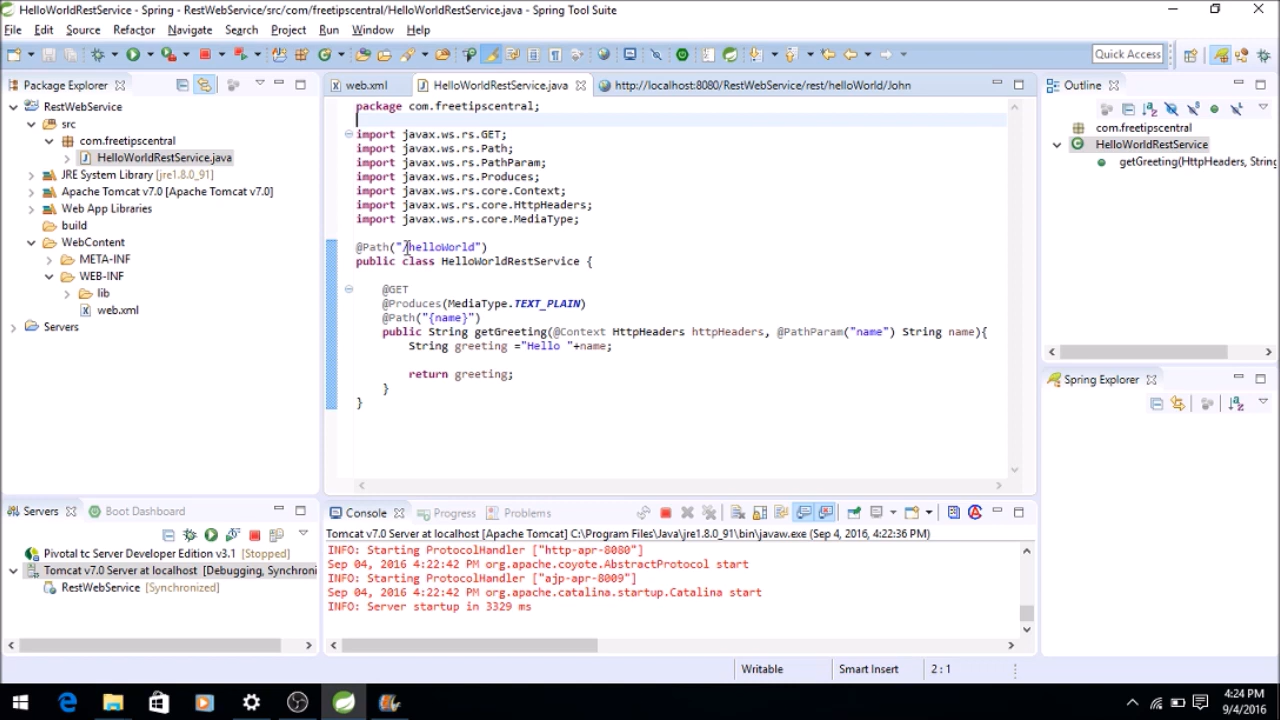 HelloWorldRestService.java - Spring - RestWebService/src/com/freetipscentral/HelloWorldRestService.java - Spring Tool Suite
File Edit Source Refactor Navigate Search Project Run Window Help
Quick Access
Package Explorer
RestWebService
src
com.freetipscentral
HelloWorldRestService.java
JRE System Library [jre1.8.0_91]
Apache Tomcat v7.0 [Apache Tomcat v7.0]
Web App Libraries
build
WebContent
META-INF
WEB-INF
lib
web.xml
Servers
web.xml HelloWorldRestService.java http://localhost:8080/RestWebService/rest/helloWorld/John
package com.freetipscentral;
import javax.ws.rs.GET;
import javax.ws.rs.Path;
import javax.ws.rs.PathParam;
import javax.ws.rs.Produces;
import javax.ws.rs.core.Context;
import javax.ws.rs.core.HttpHeaders;
import javax.ws.rs.core.MediaType;
@Path("/helloWorld")
public class HelloWorldRestService {
@GET
@Produces(MediaType.TEXT_PLAIN)
@Path("{name}")
public String getGreeting(@Context HttpHeaders httpHeaders, @PathParam("name") String name){
String greeting ="Hello "+name;
return greeting;
}
}
Outline
com.freetipscentral
HelloWorldRestService
getGreeting(HttpHeaders, String
Spring Explorer
Servers Boot Dashboard
Pivotal tc Server Developer Edition v3.1 [Stopped]
Tomcat v7.0 Server at localhost [Debugging, Synchroni
RestWebService [Synchronized]
Console Progress Problems
Tomcat v7.0 Server at localhost [Apache Tomcat] C:\Program Files\Java\jre1.8.0_91\bin\javaw.exe (Sep 4, 2016, 4:22:36 PM)
INFO: Starting ProtocolHandler ["http-apr-8080"]
Sep 04, 2016 4:22:42 PM org.apache.coyote.AbstractProtocol start
INFO: Starting ProtocolHandler ["ajp-apr-8009"]
Sep 04, 2016 4:22:42 PM org.apache.catalina.startup.Catalina start
INFO: Server startup in 3329 ms
Writable Smart Insert 2 : 1
4:24 PM
9/4/2016